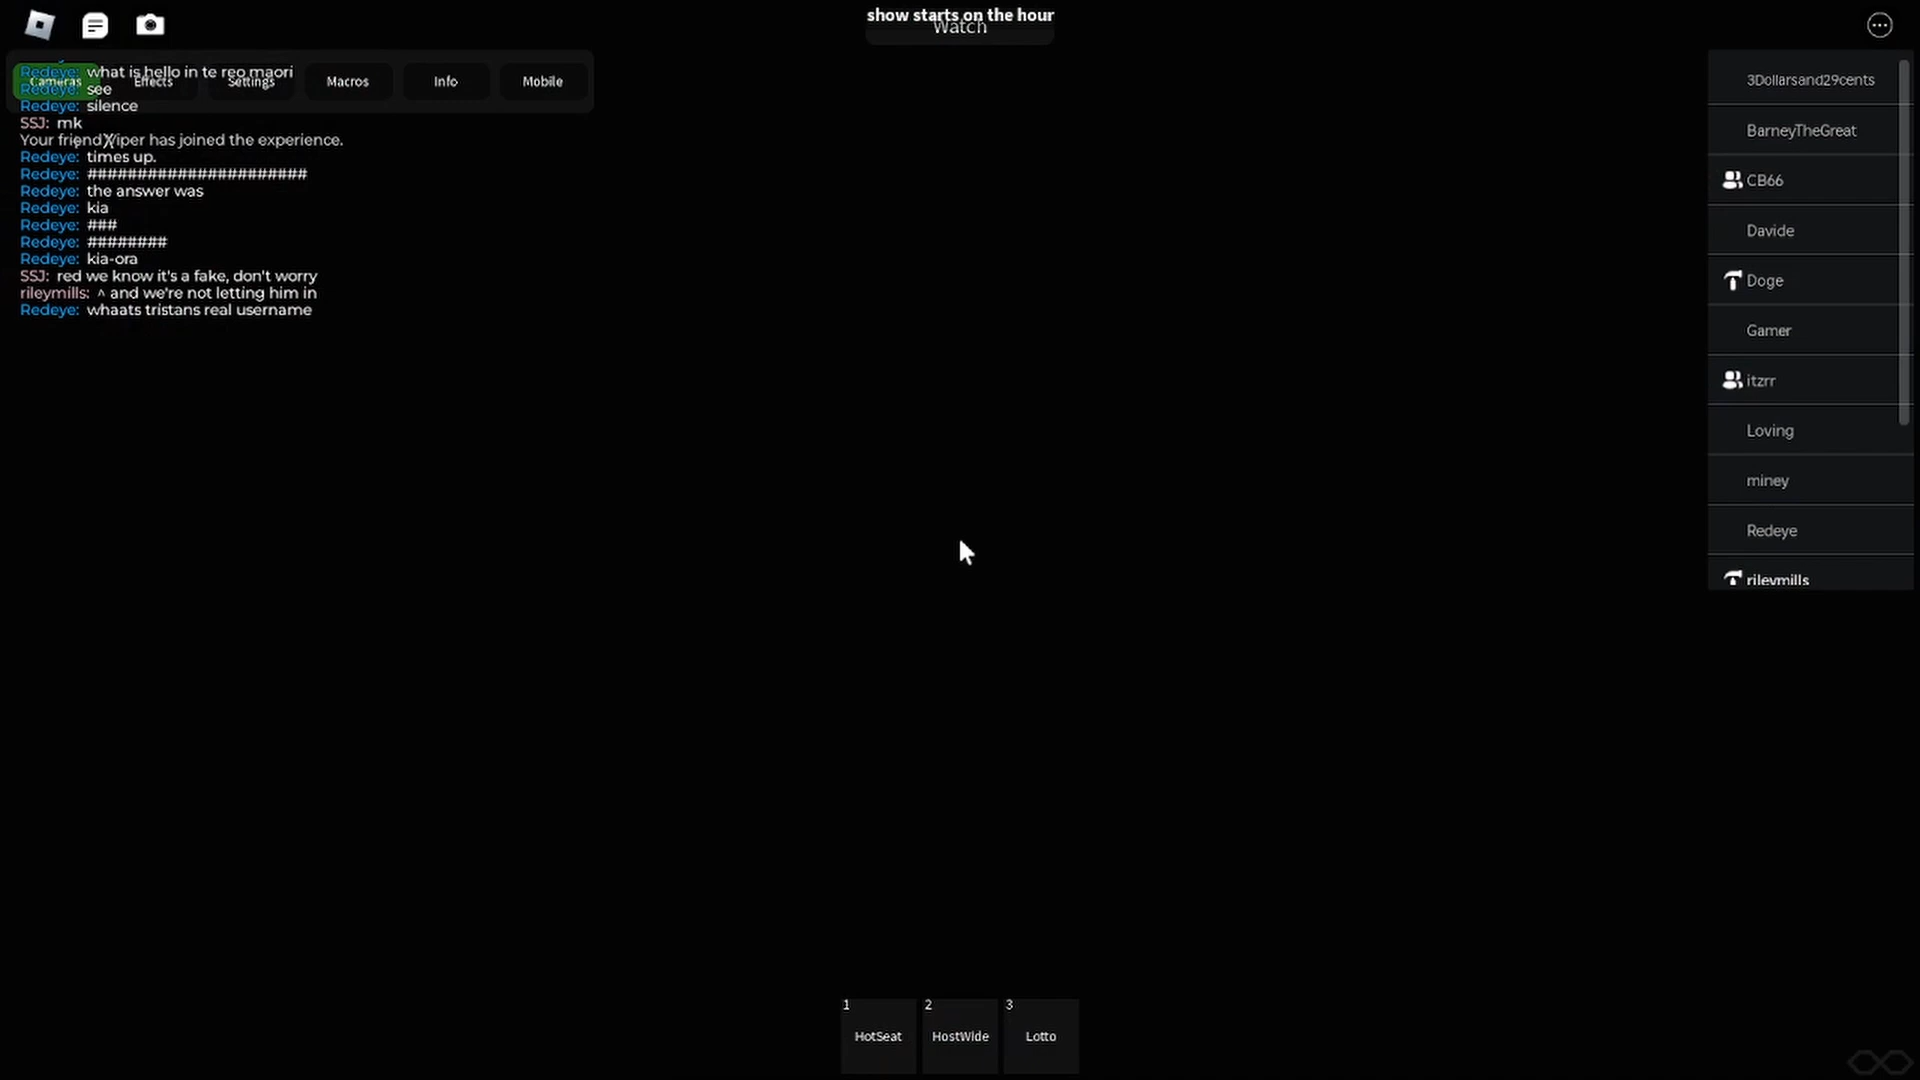 show starts on the hour
Watch
Cameras
Effects
Settings
Macros
Info
Mobile
Redeye: what is hello in te reo maori
Redeye: see
Redeye: silence
SSJ: mk
Your friend Viper has joined the experience.
Redeye: times up.
Redeye: ######################
Redeye: the answer was
Redeye: kia
Redeye: ###
Redeye: ########
Redeye: kia-ora
SSJ: red we know it's a fake, don't worry
rileymills: ^ and we're not letting him in
Redeye: whaats tristans real username
3Dollarsand29cents
BarneyTheGreat
CB66
Davide
Doge
Gamer
itzrr
Loving
miney
Redeye
rileymills
1
HotSeat
2
HostWide
3
Lotto